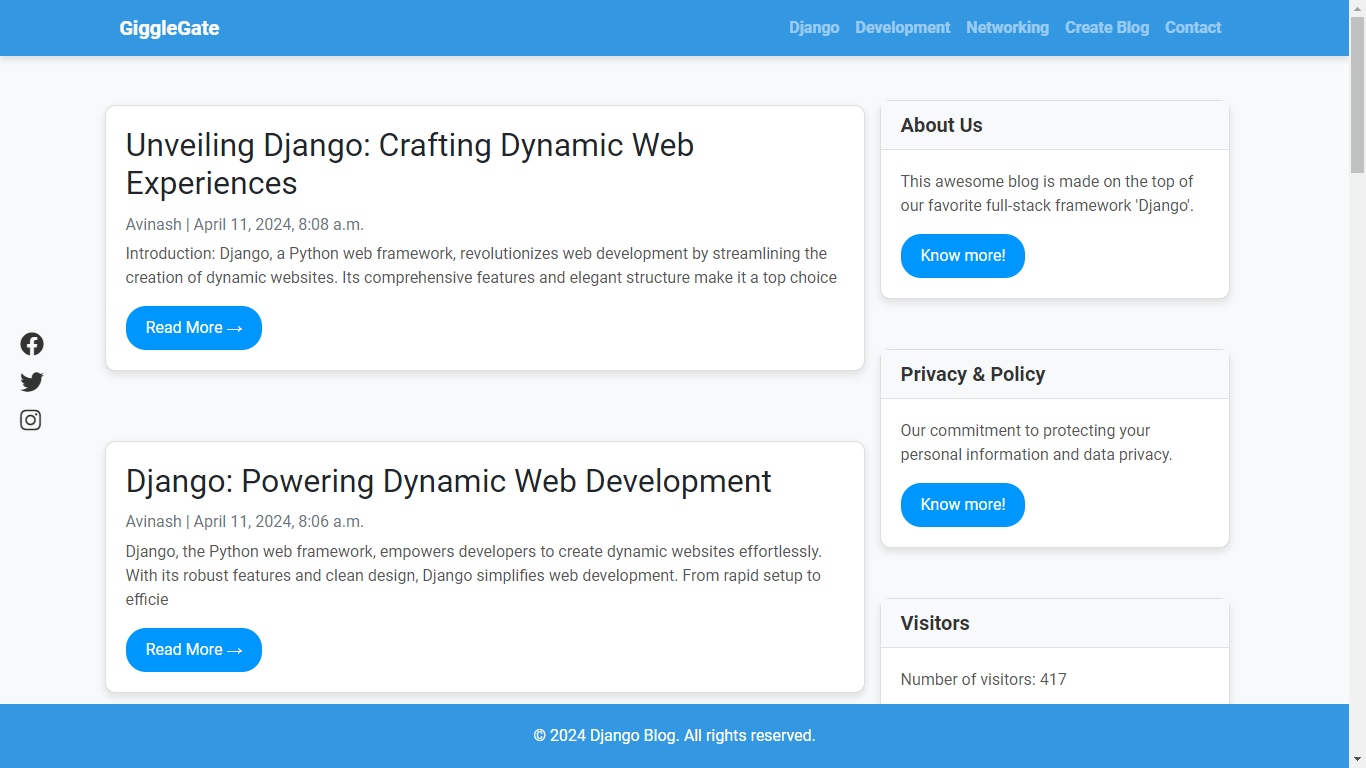 GiggleGate
Django Development Networking Create Blog Contact
Unveiling Django: Crafting Dynamic Web
Experiences
Avinash | April 11, 2024, 8:08 a.m.
Introduction: Django, a Python web framework, revolutionizes web development by streamlining the
creation of dynamic websites. Its comprehensive features and elegant structure make it a top choice
Read More →
Django: Powering Dynamic Web Development
Avinash | April 11, 2024, 8:06 a.m.
Django, the Python web framework, empowers developers to create dynamic websites effortlessly.
With its robust features and clean design, Django simplifies web development. From rapid setup to
efficie
Read More →
About Us
This awesome blog is made on the top of
our favorite full-stack framework 'Django'.
Know more!
Privacy & Policy
Our commitment to protecting your
personal information and data privacy.
Know more!
Visitors
Number of visitors: 417
© 2024 Django Blog. All rights reserved.